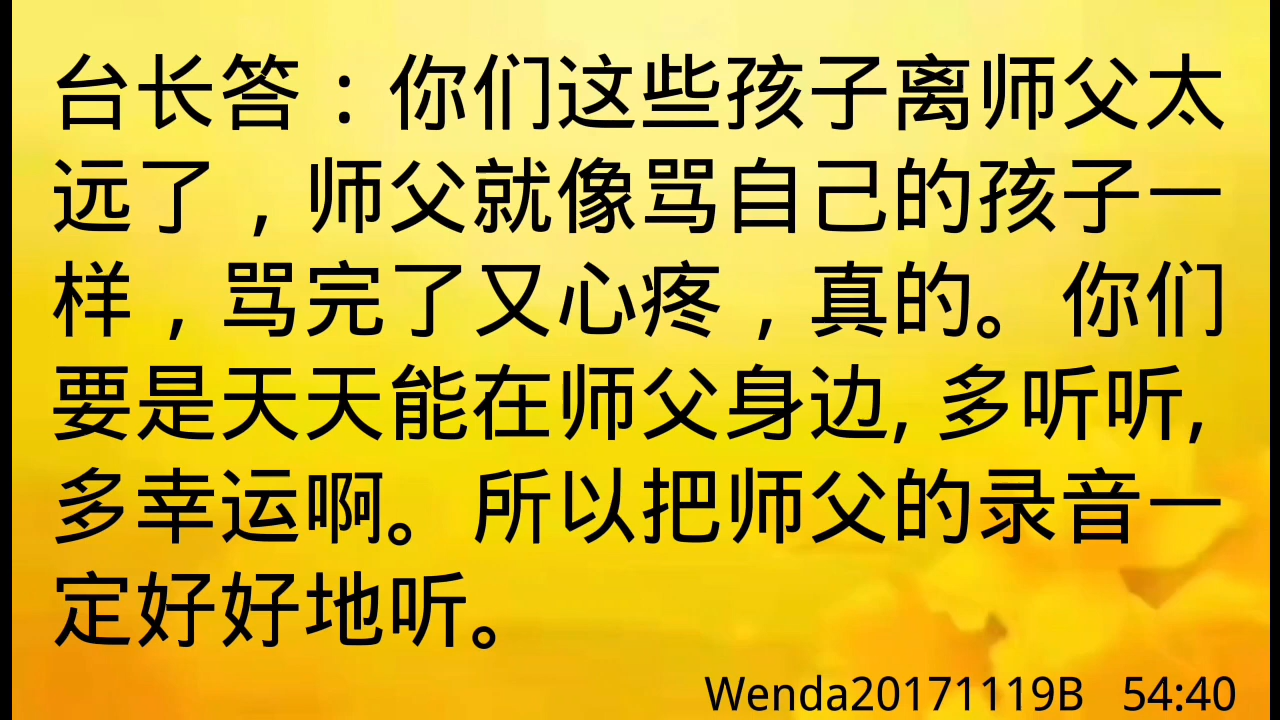 台长答：你们这些孩子离师父太
远了，师父就像骂自己的孩子一
样，骂完了又心疼，真的。你们
要是天天能在师父身边, 多听听,
多幸运啊。所以把师父的录音一
定好好地听。
Wenda20171119B 54:40